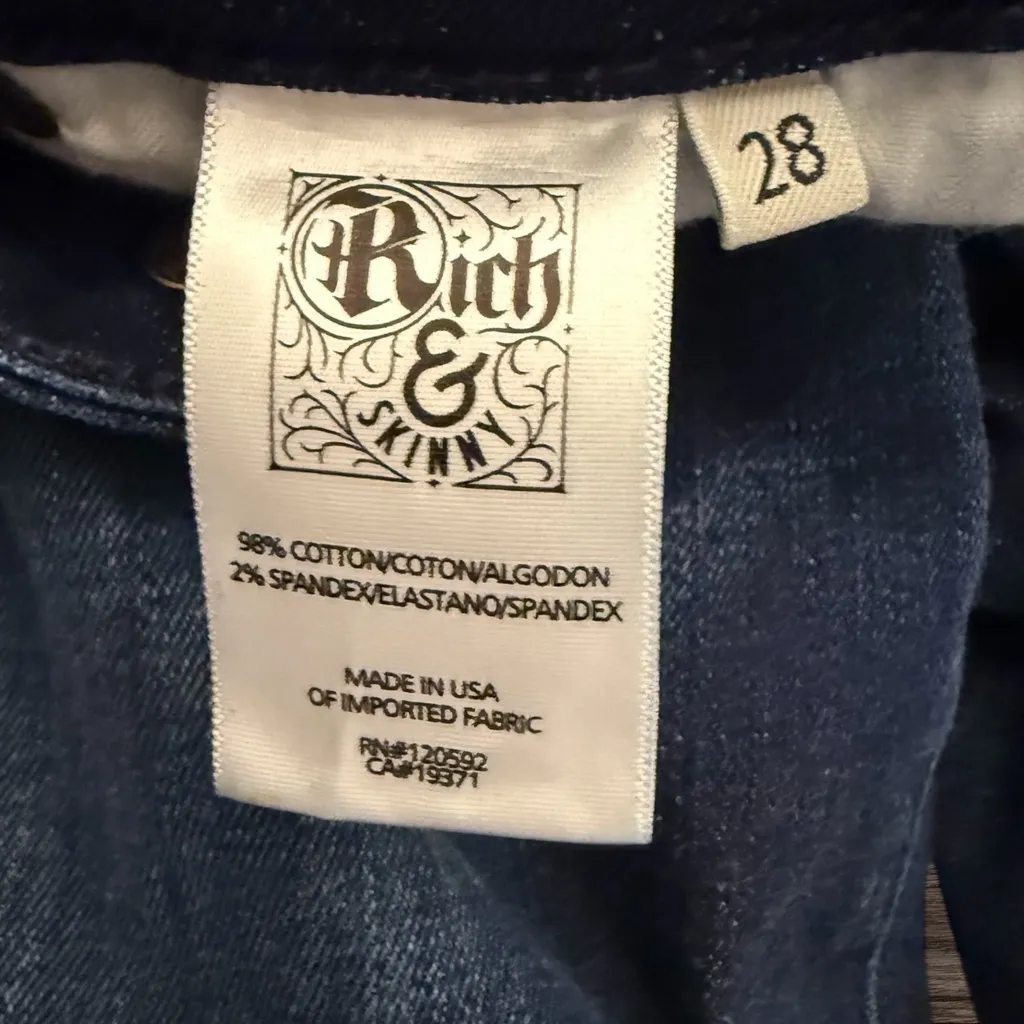 Rich
&
SKINNY
28
98% COTTON/COTON/ALGODON
2% SPANDEX/ELASTANO/SPANDEX
MADE IN USA
OF IMPORTED FABRIC
RN#120592
CA#19371